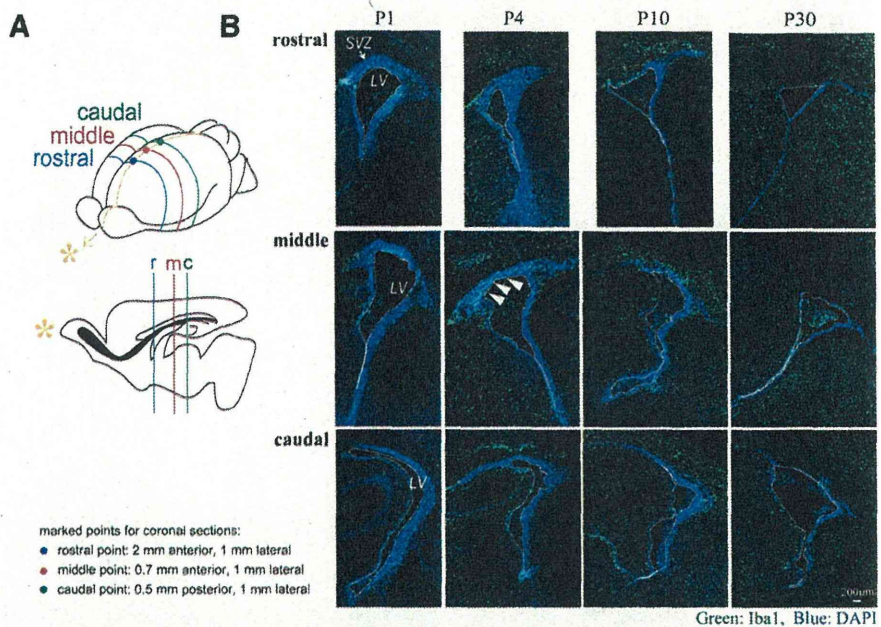 A
B
P1 P4 P10 P30
rostral
SVZ
LV
caudal
middle
rostral
*
middle
LV
r m c
*
caudal
LV
marked points for coronal sections:
rostral point: 2 mm anterior, 1 mm lateral
middle point: 0.7 mm anterior, 1 mm lateral
caudal point: 0.5 mm posterior, 1 mm lateral
200um
Green: Iba1, Blue: DAPI